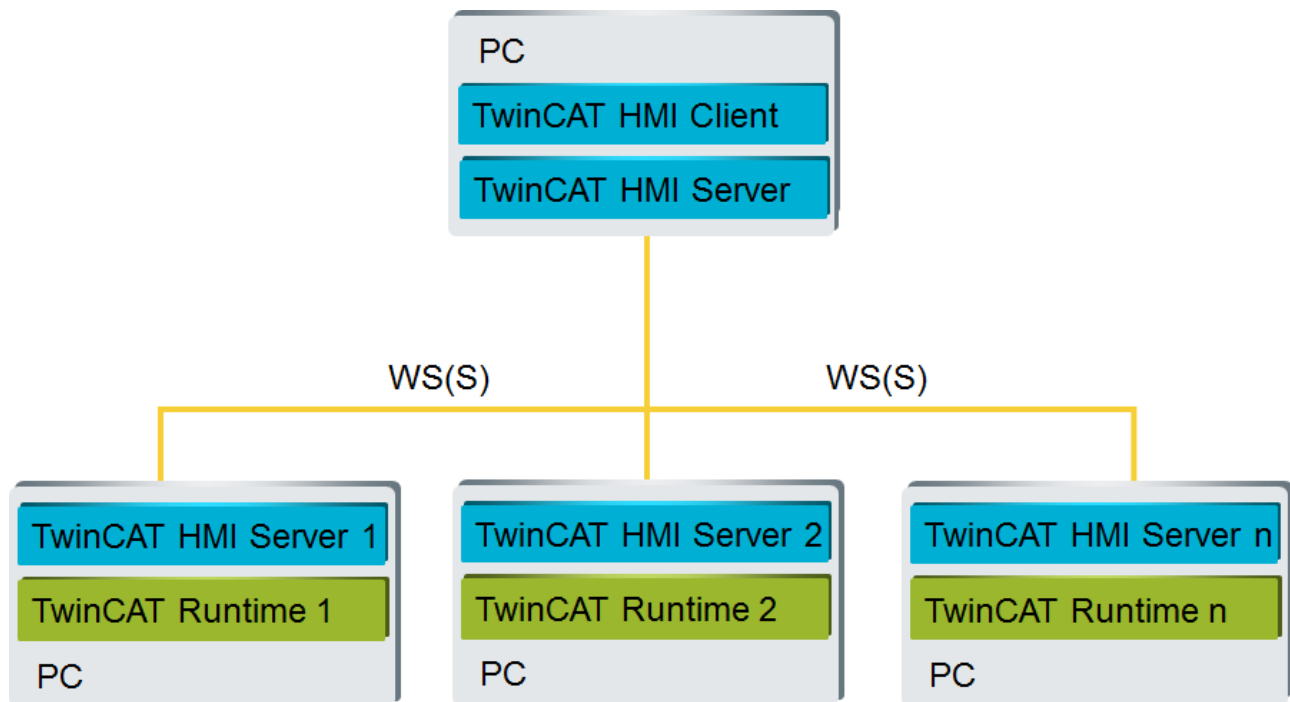 PC
TwinCAT HMI Client
TwinCAT HMI Server
WS(S)
WS(S)
TwinCAT HMI Server 1
TwinCAT Runtime 1
PC
TwinCAT HMI Server 2
TwinCAT Runtime 2
PC
TwinCAT HMI Server n
TwinCAT Runtime n
PC